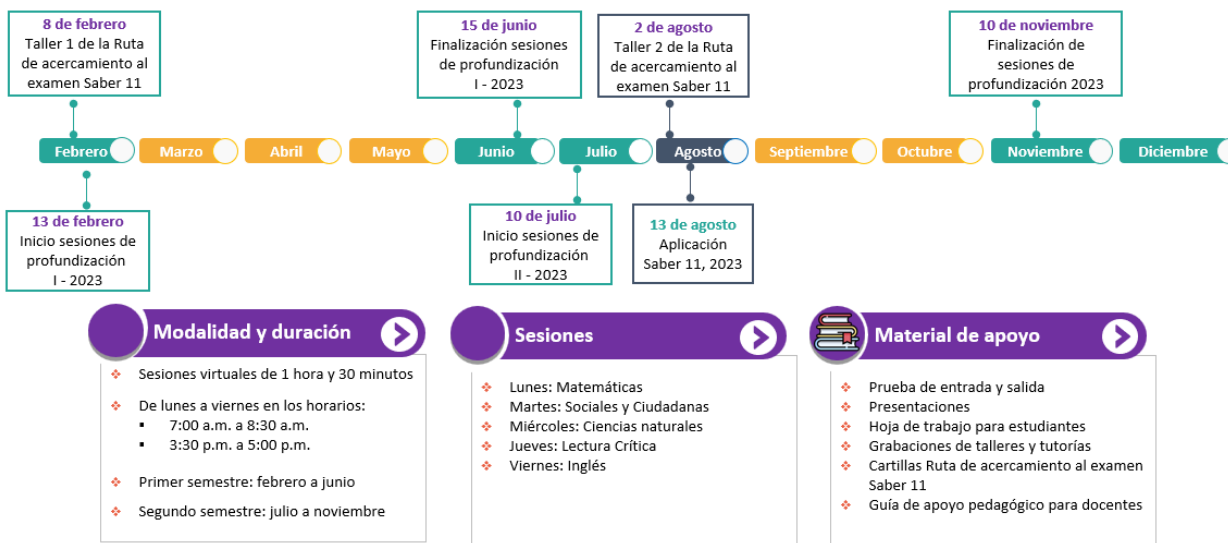 8 de febrero
Taller 1 de la Ruta
de acercamiento al
examen Saber 11
15 de junio
Finalización sesiones
de profundización
I - 2023
2 de agosto
Taller 2 de la Ruta
de acercamiento al
examen Saber 11
10 de noviembre
Finalización de
sesiones de
profundización 2023
Febrero
Marzo
Abril
Mayo
Junio
Julio
Agosto
Septiembre
Octubre
Noviembre
Diciembre
13 de febrero
Inicio sesiones de
profundización
I - 2023
10 de julio
Inicio sesiones de
profundización
II - 2023
13 de agosto
Aplicación
Saber 11, 2023
Modalidad y duración
Sesiones virtuales de 1 hora y 30 minutos
De lunes a viernes en los horarios:
7:00 a.m. a 8:30 a.m.
3:30 p.m. a 5:00 p.m.
Primer semestre: febrero a junio
Segundo semestre: julio a noviembre
Sesiones
Lunes: Matemáticas
Martes: Sociales y Ciudadanas
Miércoles: Ciencias naturales
Jueves: Lectura Crítica
Viernes: Inglés
Material de apoyo
Prueba de entrada y salida
Presentaciones
Hoja de trabajo para estudiantes
Grabaciones de talleres y tutorías
Cartillas Ruta de acercamiento al examen
Saber 11
Guía de apoyo pedagógico para docentes